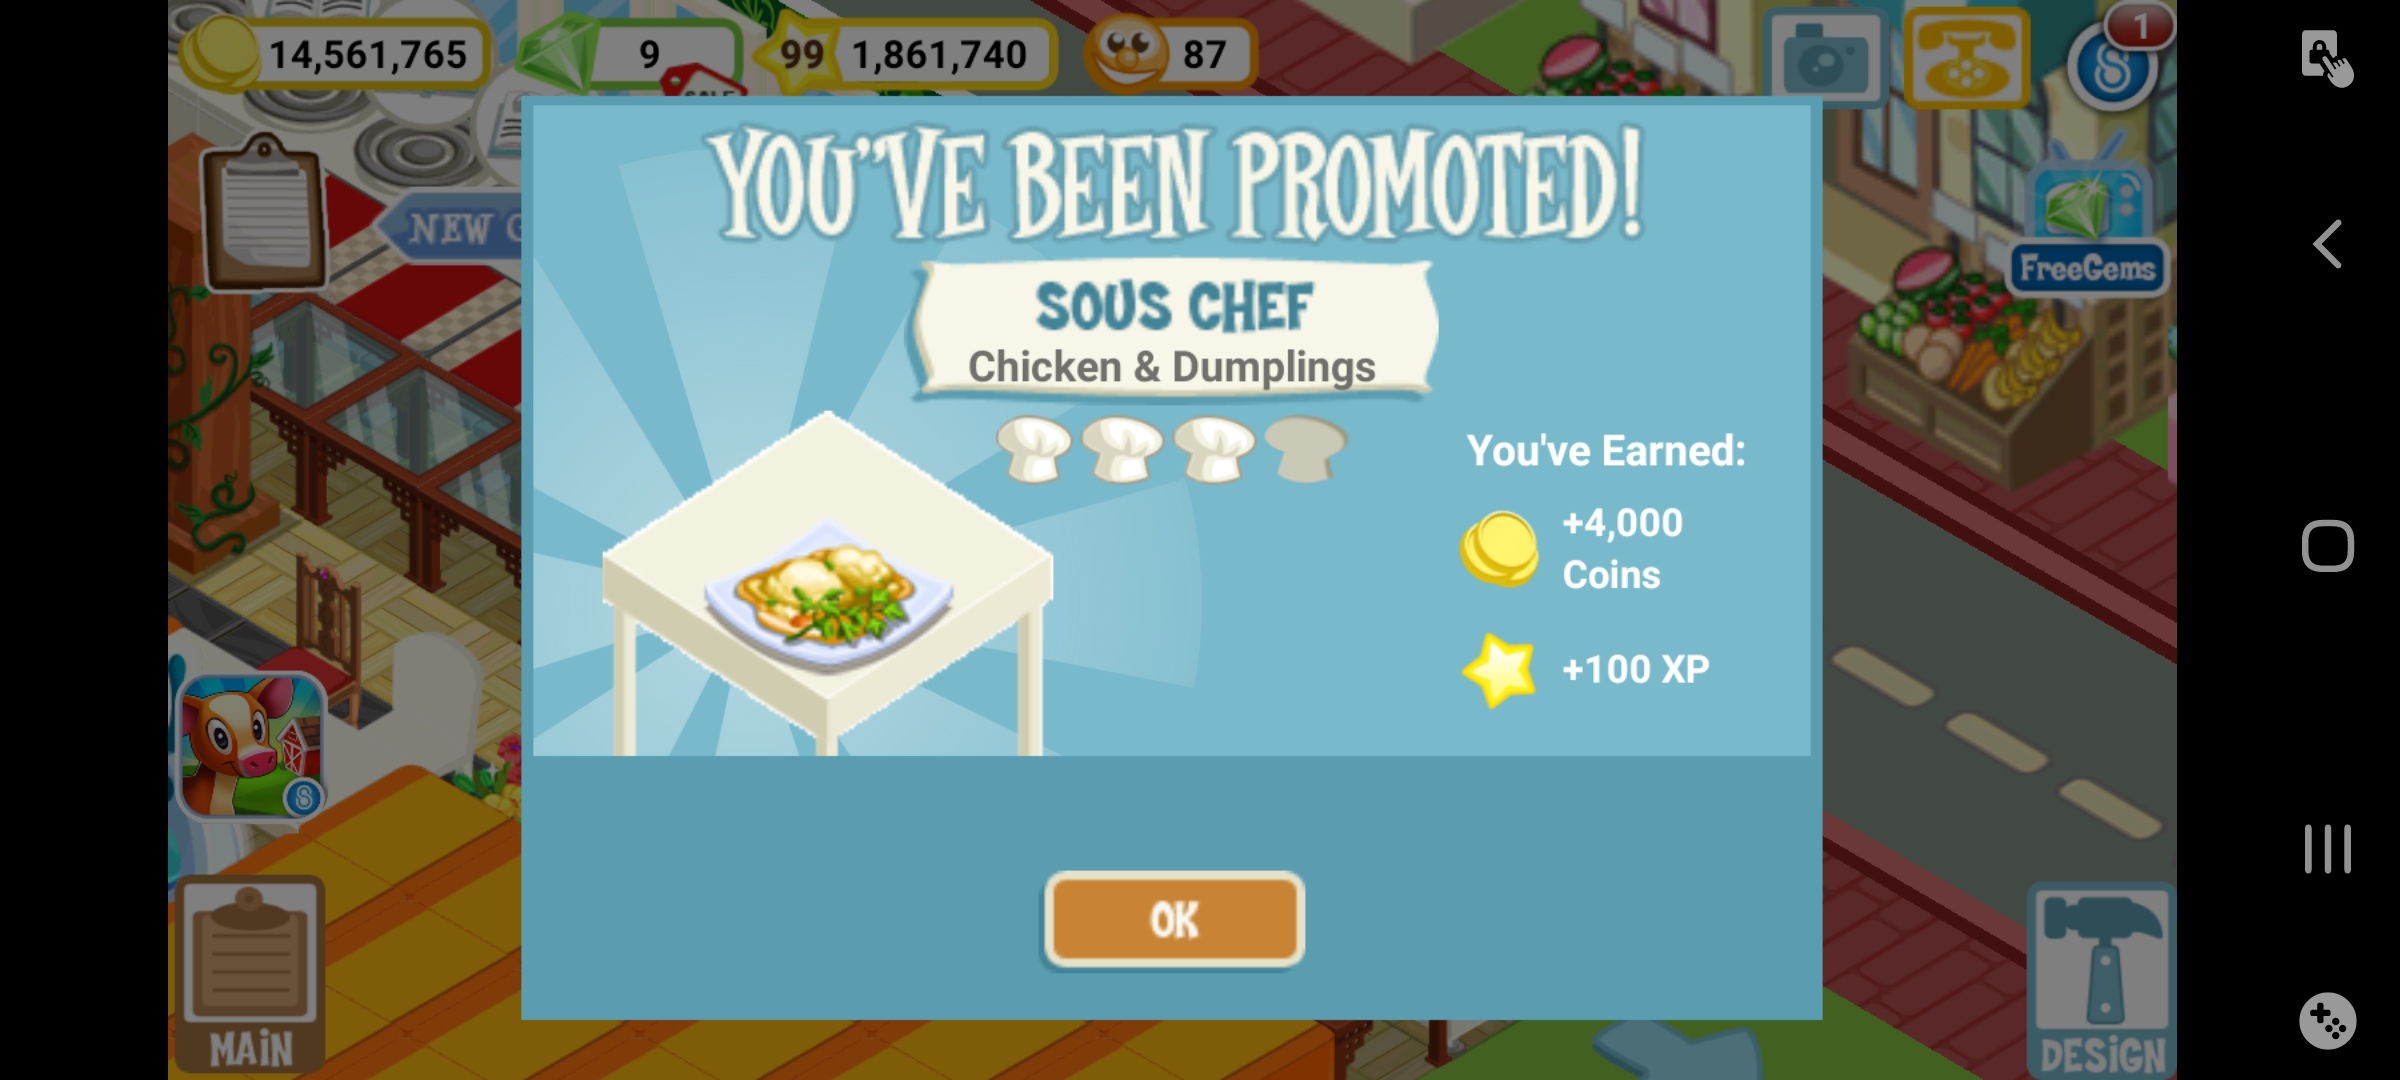 14,561,765
9
99
1,861,740
87
1
NEW
YOU"VE BEEN PROMOTED!
SOUS CHEF
Chicken & Dumplings
FreeGems
You've Earned:
+4,000
Coins
+100 XP
OK
MAIN
DESIGN